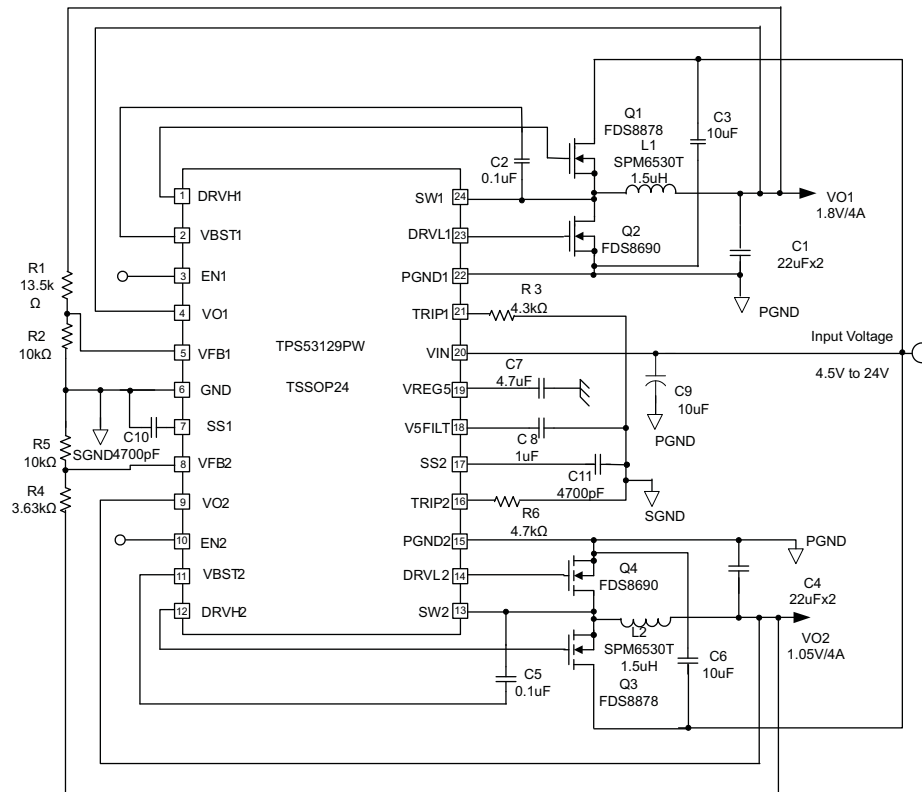 Q1
FDS8878
L1
SPM6530T
1.5uH
C3
10uF
C2
0.1uF
VO1
1.8V/4A
Q2
FDS8690
C1
22uFx2
PGND
R1
13.5k
Ω
R2
10kΩ
R5
10kΩ
R4
3.63kΩ
SGND
C10
4700pF
1 DRVH1
2 VBST1
3 EN1
4 VO1
5 VFB1
6 GND
7 SS1
8 VFB2
9 VO2
10 EN2
11 VBST2
12 DRVH2
TPS53129PW
TSSOP24
SW1 24
DRVL1 23
PGND1 22
TRIP1 21
VIN 20
VREG5 19
V5FILT 18
SS2 17
TRIP2 16
PGND2 15
DRVL2 14
SW2 13
R 3
4.3kΩ
C7
4.7uF
C 8
1uF
C11
4700pF
R6
4.7kΩ
C9
10uF
PGND
SGND
Input Voltage
4.5V to 24V
PGND
Q4
FDS8690
C4
22uFx2
VO2
1.05V/4A
L2
SPM6530T
1.5uH
Q3
FDS8878
C6
10uF
C5
0.1uF